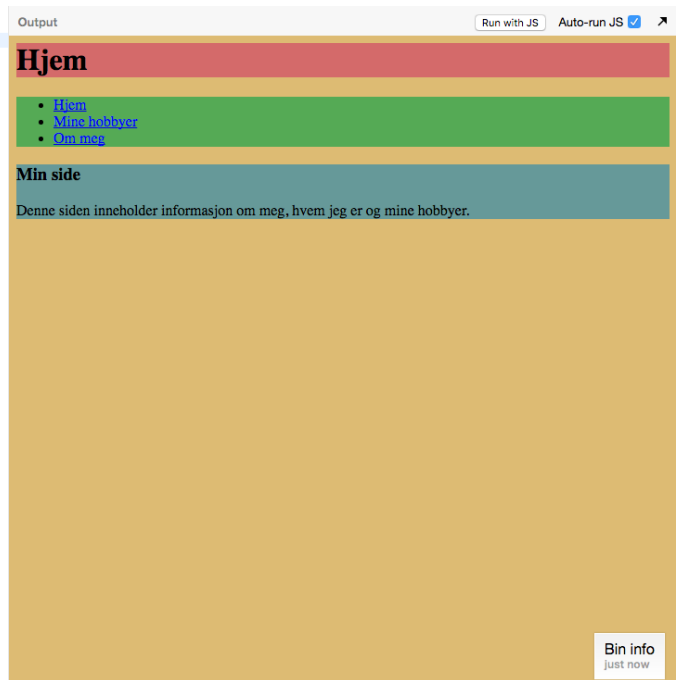 Output Run with JS Auto-run JS
Hjem
Hjem
Mine hobbyer
Om meg
Min side
Denne siden inneholder informasjon om meg, hvem jeg er og mine hobbyer.
Bin info
just now